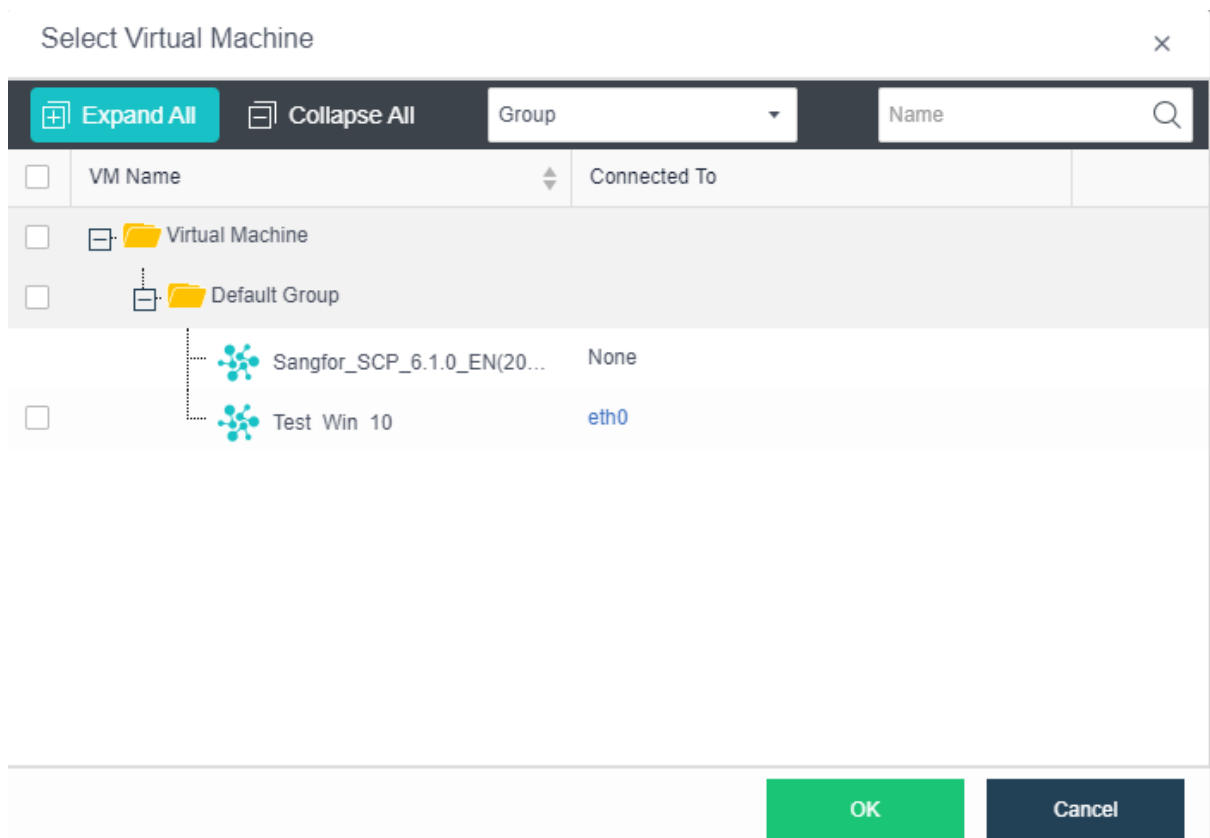 Select Virtual Machine
Expand All Collapse All Group Name
VM Name Connected To
Virtual Machine
Default Group
Sangfor_SCP_6.1.0_EN(20... None
Test Win 10 eth0
OK Cancel